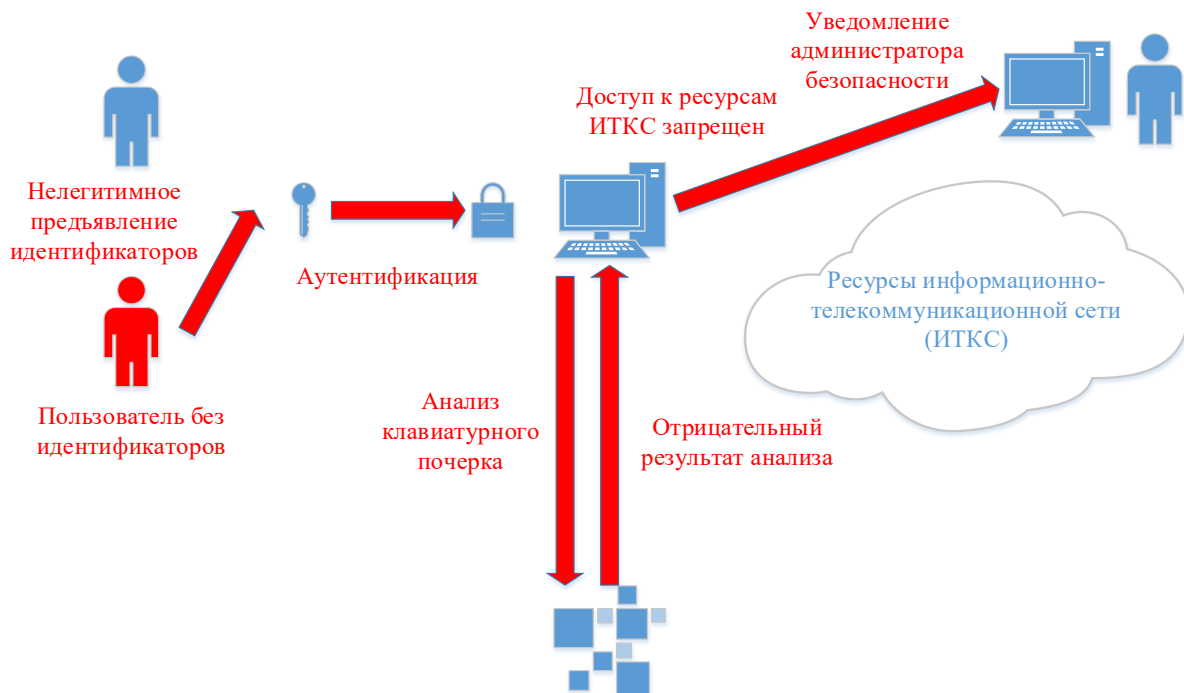 Уведомление
администратора
безопасности
Доступ к ресурсам
ИТКС запрещен
Нелегитимное
предъявление
идентификаторов
Аутентификация
Ресурсы информационно-
телекоммуникационной сети
(ИТКС)
Пользователь без
идентификаторов
Анализ
клавиатурного
почерка
Отрицательный
результат анализа